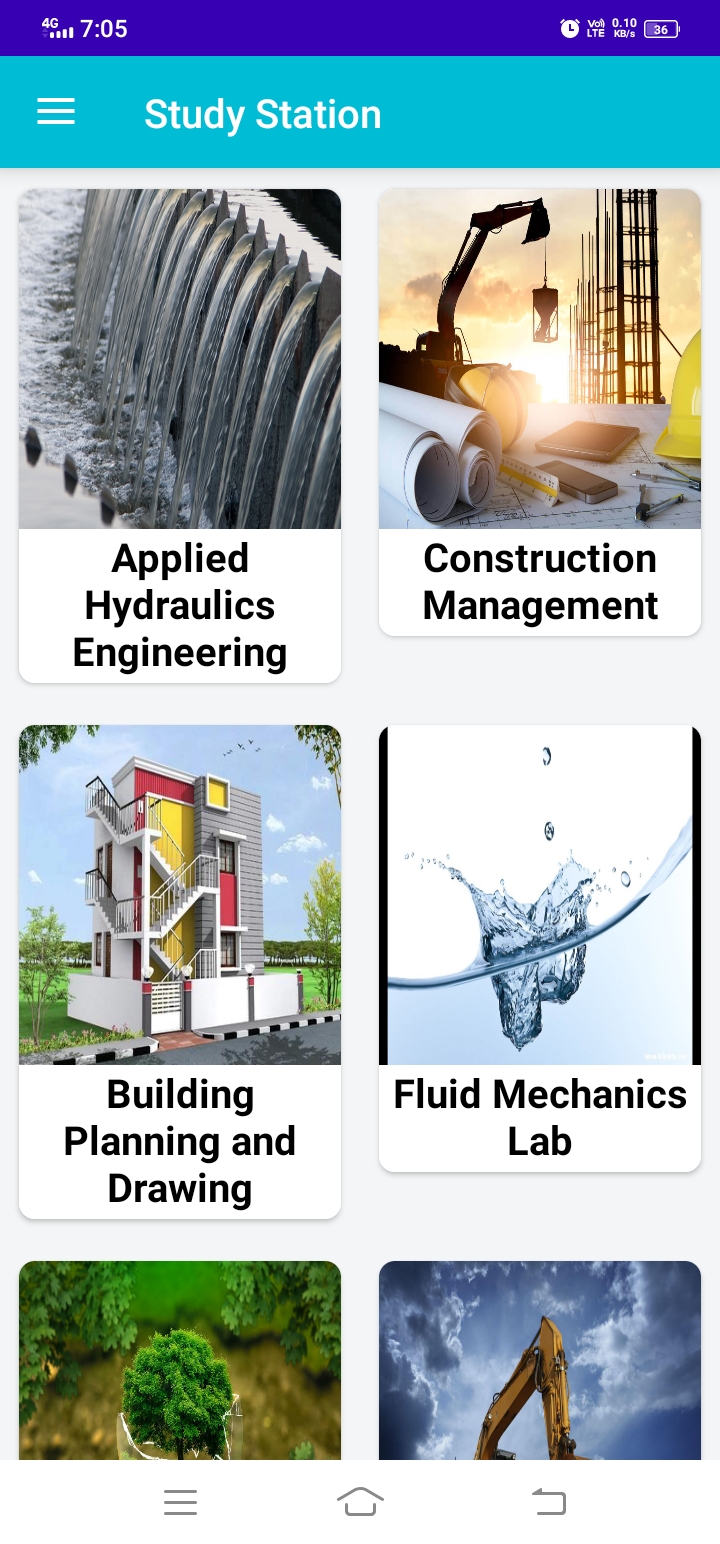 4G 7:05 Vo)) LTE 0.10 KB/s 36
Study Station
Applied
Hydraulics
Engineering
Construction
Management
Building
Planning and
Drawing
Fluid Mechanics
Lab